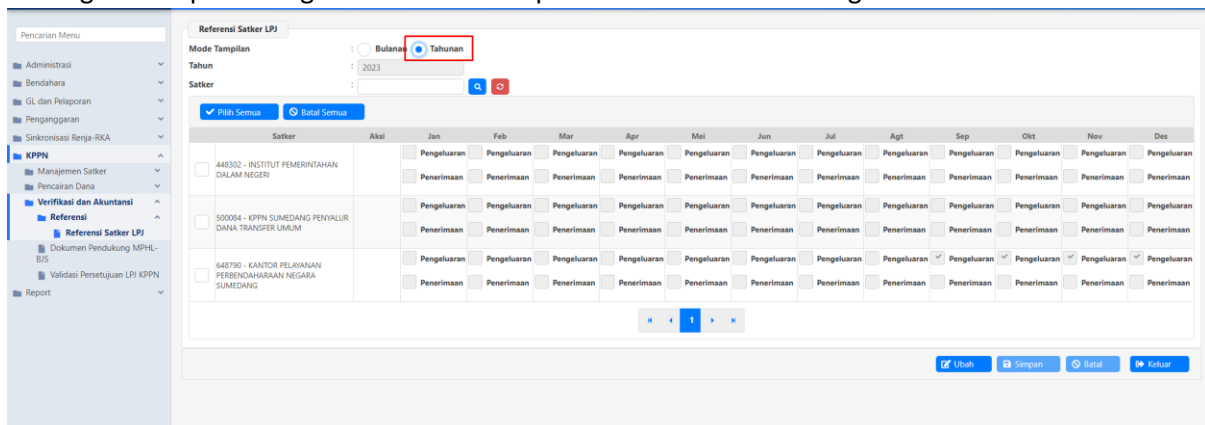 Pencarian Menu
Administrasi
Bendahara
GL dan Pelaporan
Penganggaran
Sinkronisasi Renja-RKA
KPPN
Manajemen Satker
Pencairan Dana
Verifikasi dan Akuntansi
Referensi
Referensi Satker LPJ
Dokumen Pendukung MPHL-
BJS
Validasi Persetujuan LPJ KPPN
Report
Referensi Satker LPJ
Mode Tampilan : Bulanan Tahunan
Tahun : 2023
Satker :
Pilih Semua Batal Semua
Satker Aksi Jan Feb Mar Apr Mei Jun Jul Agt Sep Okt Nov Des
448302 - INSTITUT PEMERINTAHAN
DALAM NEGERI
Pengeluaran Pengeluaran Pengeluaran Pengeluaran Pengeluaran Pengeluaran Pengeluaran Pengeluaran Pengeluaran Pengeluaran Pengeluaran Pengeluaran
Penerimaan Penerimaan Penerimaan Penerimaan Penerimaan Penerimaan Penerimaan Penerimaan Penerimaan Penerimaan Penerimaan Penerimaan
500084 - KPPN SUMEDANG PENYALUR
DANA TRANSFER UMUM
Pengeluaran Pengeluaran Pengeluaran Pengeluaran Pengeluaran Pengeluaran Pengeluaran Pengeluaran Pengeluaran Pengeluaran Pengeluaran Pengeluaran
Penerimaan Penerimaan Penerimaan Penerimaan Penerimaan Penerimaan Penerimaan Penerimaan Penerimaan Penerimaan Penerimaan Penerimaan
648790 - KANTOR PELAYANAN
PERBENDAHARAAN NEGARA
SUMEDANG
Pengeluaran Pengeluaran Pengeluaran Pengeluaran Pengeluaran Pengeluaran Pengeluaran Pengeluaran Pengeluaran Pengeluaran Pengeluaran Pengeluaran
Penerimaan Penerimaan Penerimaan Penerimaan Penerimaan Penerimaan Penerimaan Penerimaan Penerimaan Penerimaan Penerimaan Penerimaan
1
Ubah Simpan Batal Keluar